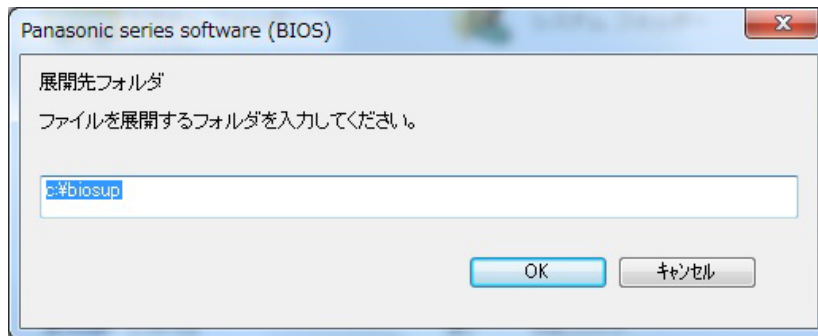 Panasonic series software (BIOS)
展開先フォルダ
ファイルを展開するフォルダを入力してください。
c:¥biosup
OK
キャンセル